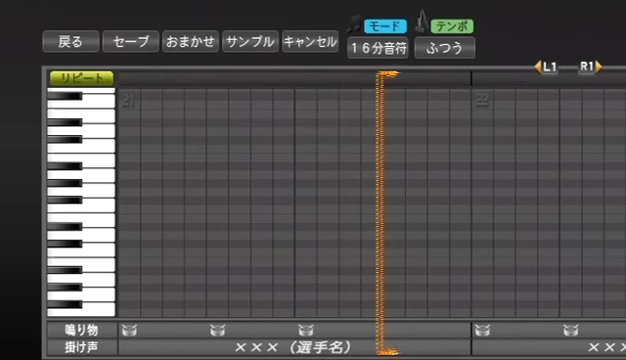 モード テンポ
戻る セーブ おまかせ サンプル キャンセル 16分音符 ふつう
L1 R1
リピート
21 22
鳴り物
掛け声 ×××(選手名) ×××